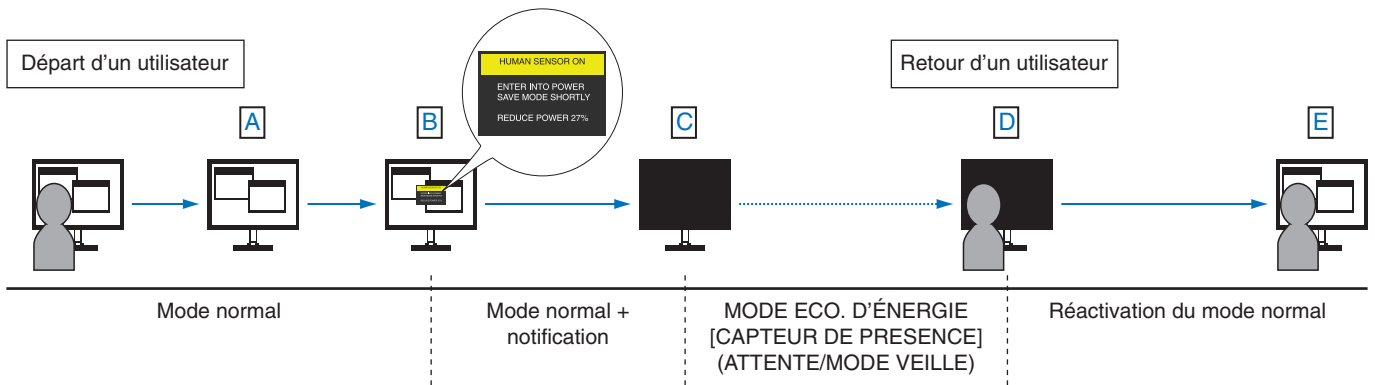 Départ d'un utilisateur
HUMAN SENSOR ON
ENTER INTO POWER
SAVE MODE SHORTLY
REDUCE POWER 27%
Retour d'un utilisateur
A
B
C
D
E
Mode normal
Mode normal +
notification
MODE ECO. D'ÉNERGIE
[CAPTEUR DE PRESENCE]
(ATTENTE/MODE VEILLE)
Réactivation du mode normal